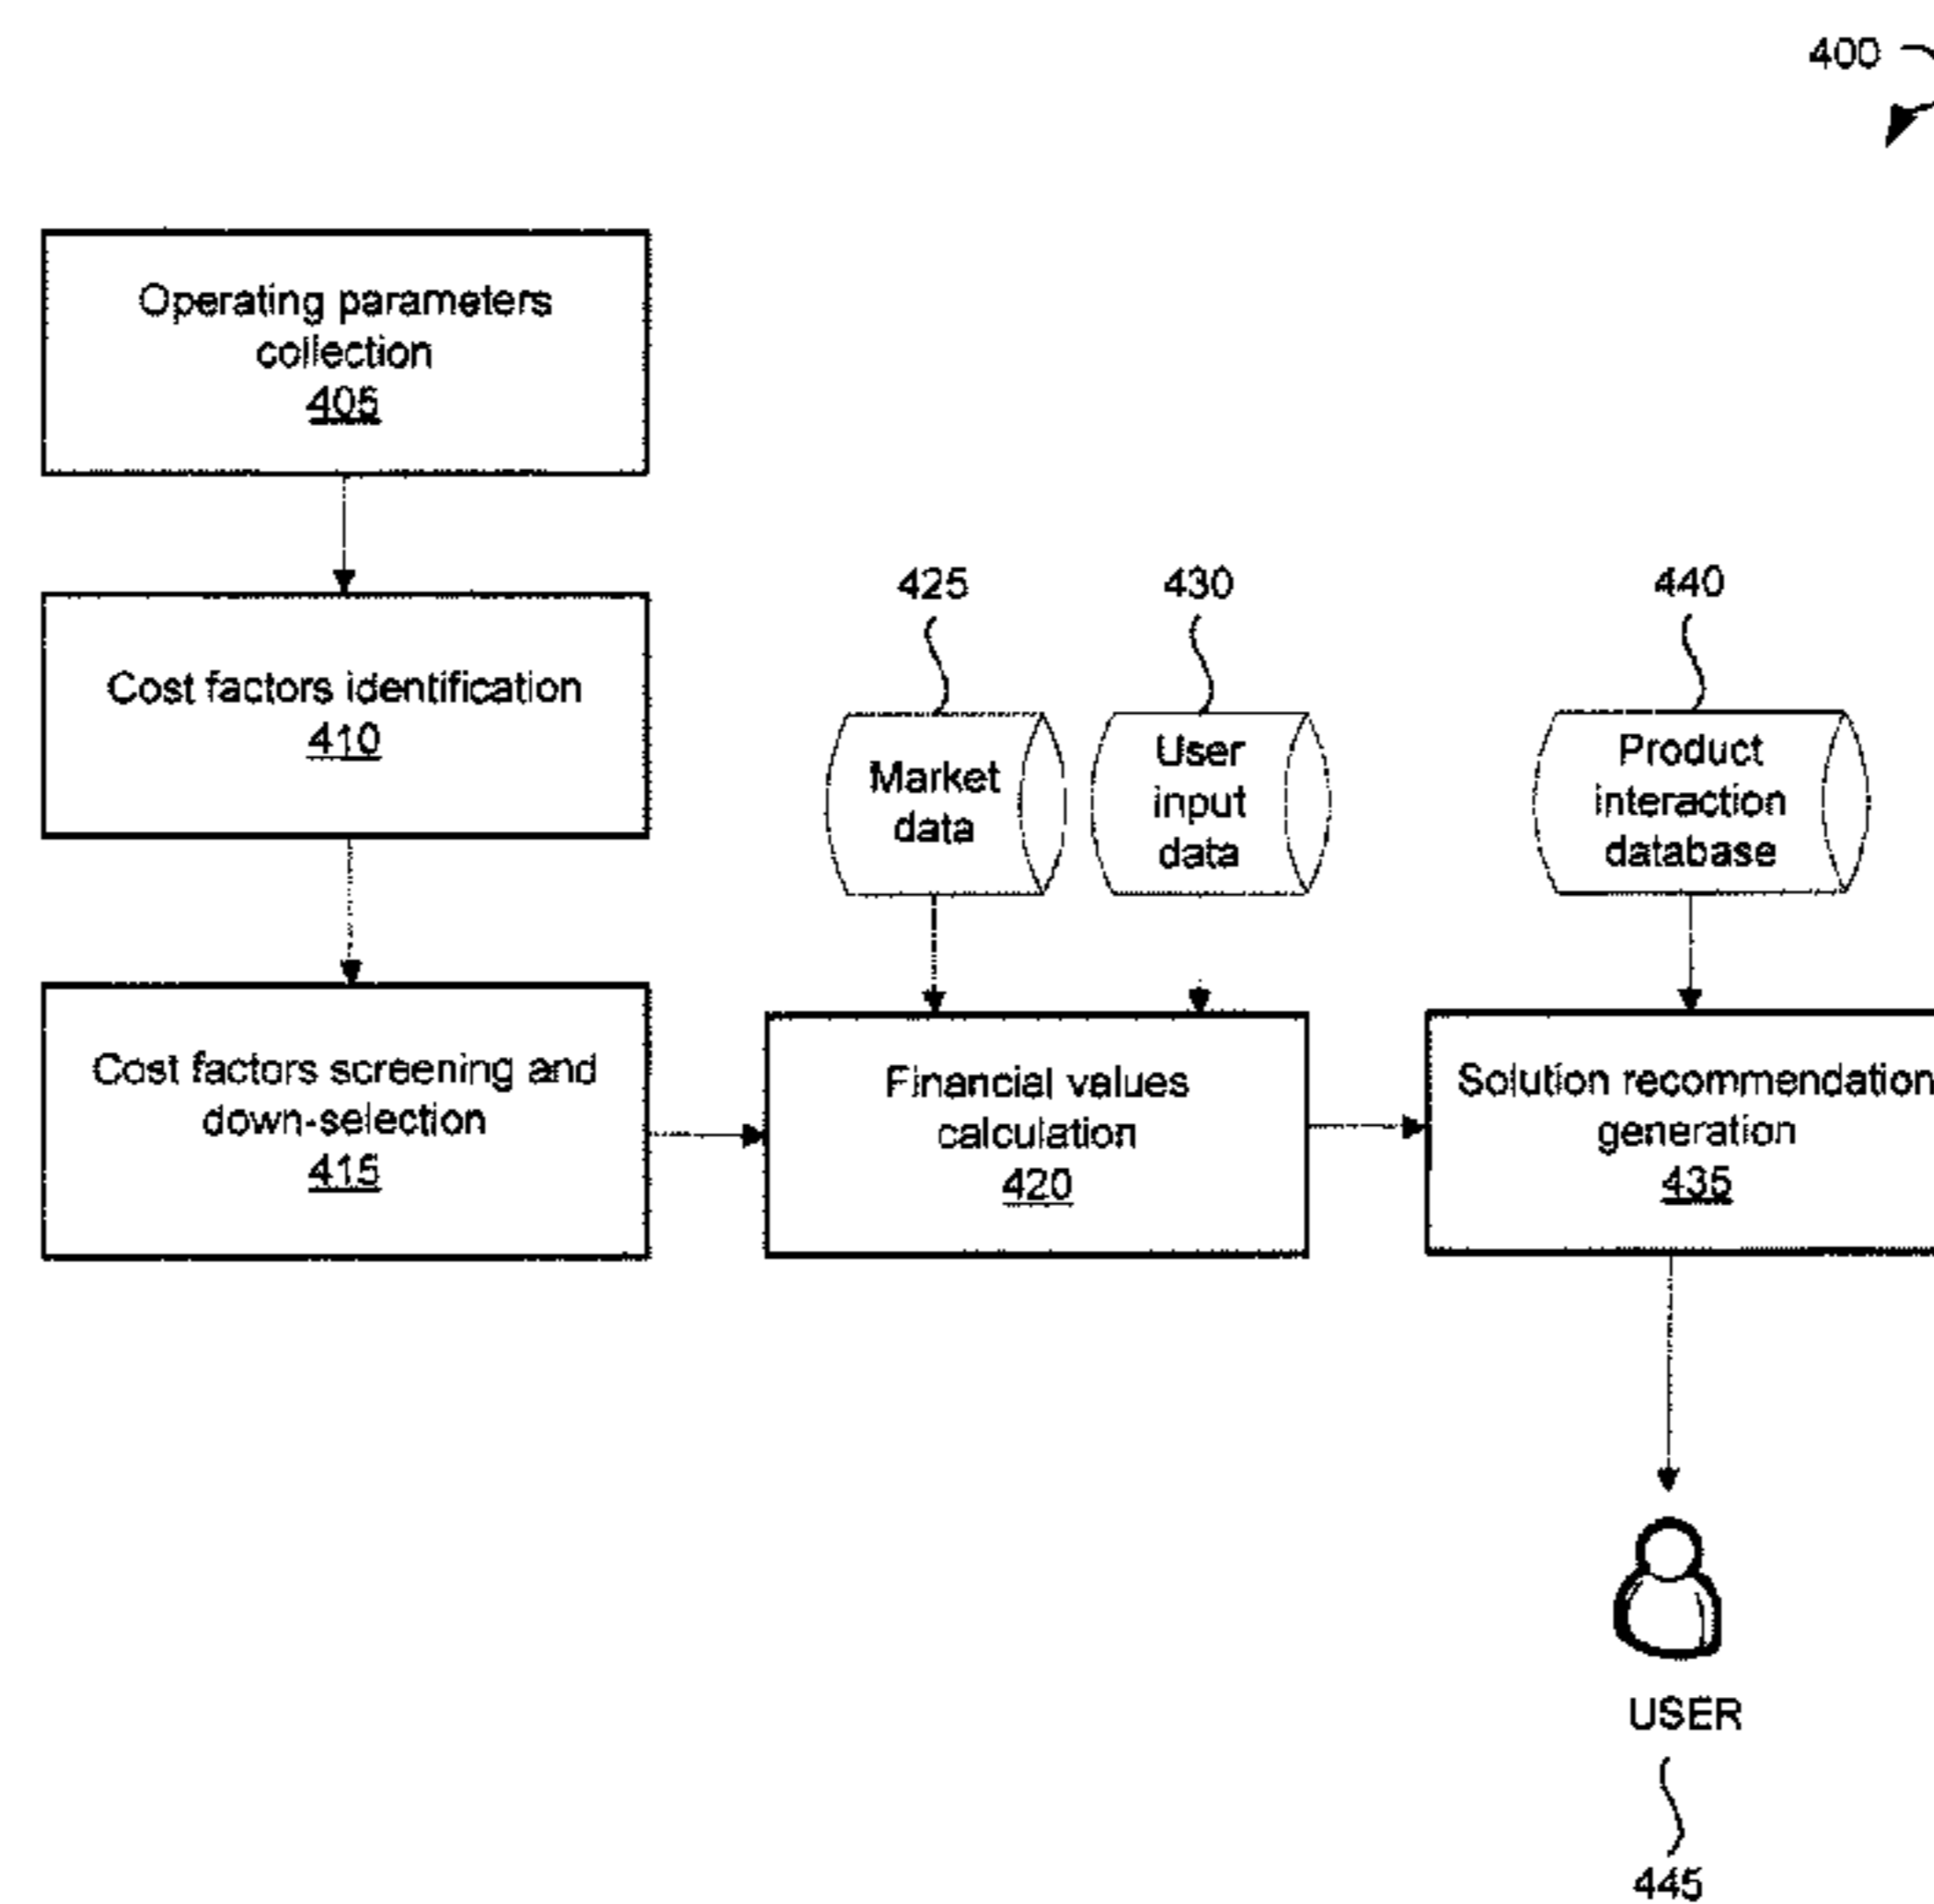 400
Operating parameters
collection
405
Cost factors identification
410
425
430
440
Market
data
User
input
data
Product
interaction
database
Cost factors screening and
down-selection
415
Financial values
calculation
420
Solution recommendation
generation
435
USER
445